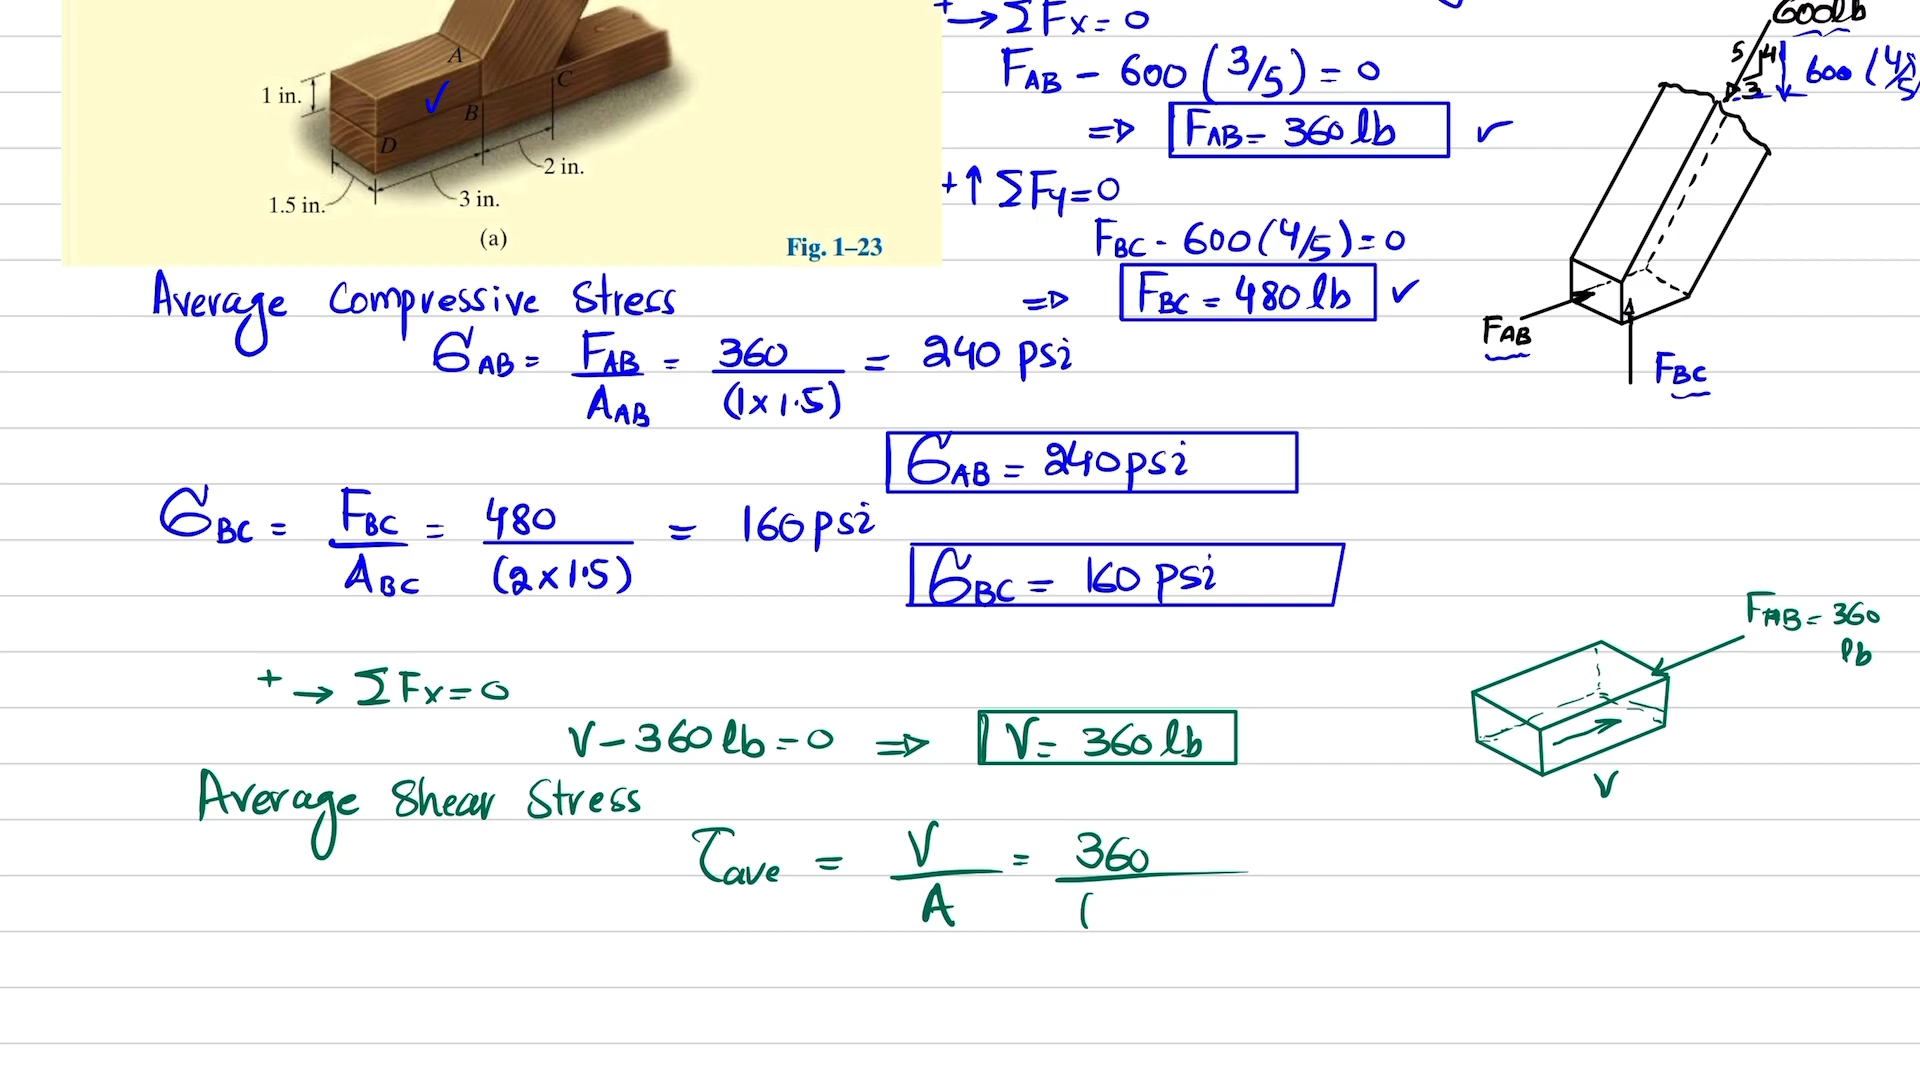 +→ ΣFx = 0
600lb
A
C
1 in.
B
D
2 in.
3 in.
1.5 in.
(a)
Fig. 1–23
FAB - 600 (3/5) = 0
⇒ FAB = 360 lb ✓
+↑ ΣFy = 0
FBC - 600 (4/5) = 0
⇒ FBC = 480 lb ✓
5
4
3
600 (4/5)
FAB
FBC
Average Compressive Stress
σAB = FAB / AAB = 360 / (1 x 1.5) = 240 psi
σAB = 240 psi
σBC = FBC / ABC = 480 / (2 x 1.5) = 160 psi
σBC = 160 psi
+→ ΣFx = 0
V - 360 lb = 0 ⇒ V = 360 lb
FAB = 360
lb
V
Average Shear Stress
τave = V / A = 360 / (